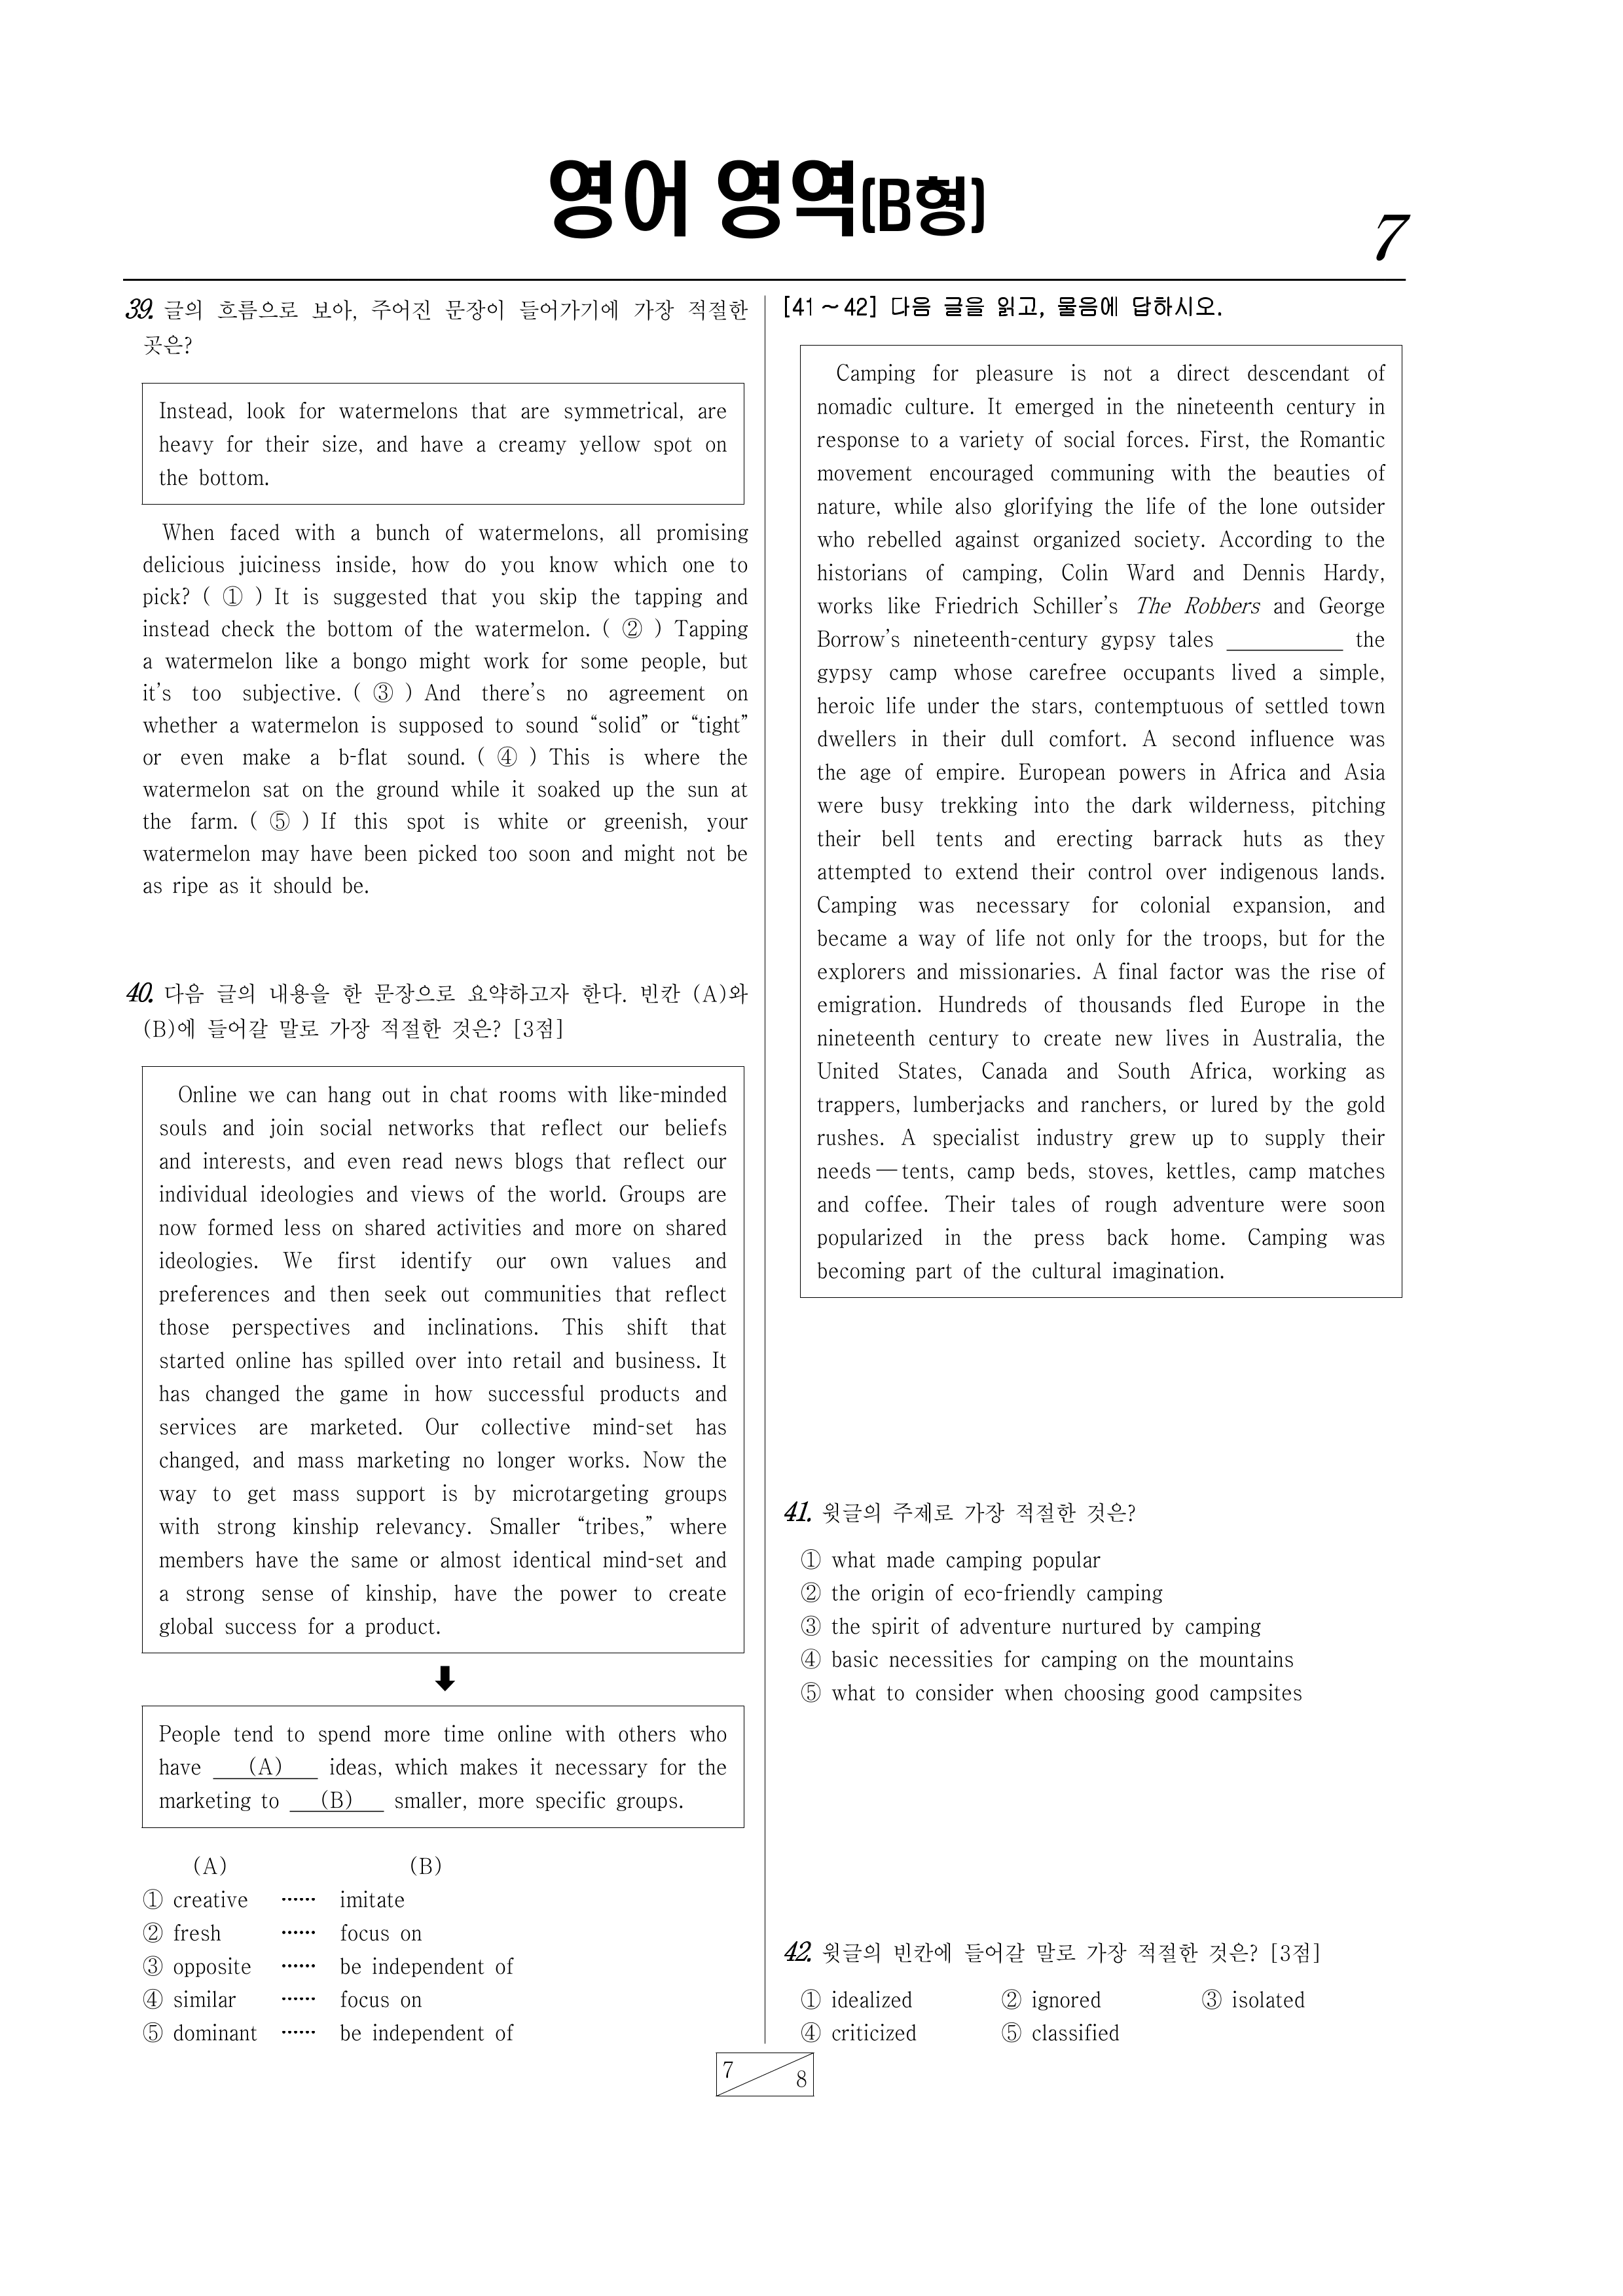 영어 영역(B형)
7
39. 글의 흐름으로 보아, 주어진 문장이 들어가기에 가장 적절한
곳은?
Instead, look for watermelons that are symmetrical, are
heavy for their size, and have a creamy yellow spot on
the bottom.
When faced with a bunch of watermelons, all promising
delicious juiciness inside, how do you know which one to
pick? ( ① ) It is suggested that you skip the tapping and
instead check the bottom of the watermelon. ( ② ) Tapping
a watermelon like a bongo might work for some people, but
it’s too subjective. ( ③ ) And there’s no agreement on
whether a watermelon is supposed to sound “solid” or “tight”
or even make a b-flat sound. ( ④ ) This is where the
watermelon sat on the ground while it soaked up the sun at
the farm. ( ⑤ ) If this spot is white or greenish, your
watermelon may have been picked too soon and might not be
as ripe as it should be.
40. 다음 글의 내용을 한 문장으로 요약하고자 한다. 빈칸 (A)와
(B)에 들어갈 말로 가장 적절한 것은? [3점]
Online we can hang out in chat rooms with like-minded
souls and join social networks that reflect our beliefs
and interests, and even read news blogs that reflect our
individual ideologies and views of the world. Groups are
now formed less on shared activities and more on shared
ideologies. We first identify our own values and
preferences and then seek out communities that reflect
those perspectives and inclinations. This shift that
started online has spilled over into retail and business. It
has changed the game in how successful products and
services are marketed. Our collective mind-set has
changed, and mass marketing no longer works. Now the
way to get mass support is by microtargeting groups
with strong kinship relevancy. Smaller “tribes,” where
members have the same or almost identical mind-set and
a strong sense of kinship, have the power to create
global success for a product.
People tend to spend more time online with others who
have (A) ideas, which makes it necessary for the
marketing to (B) smaller, more specific groups.
(A) (B)
① creative …… imitate
② fresh …… focus on
③ opposite …… be independent of
④ similar …… focus on
⑤ dominant …… be independent of
[41 ~ 42] 다음 글을 읽고, 물음에 답하시오.
Camping for pleasure is not a direct descendant of
nomadic culture. It emerged in the nineteenth century in
response to a variety of social forces. First, the Romantic
movement encouraged communing with the beauties of
nature, while also glorifying the life of the lone outsider
who rebelled against organized society. According to the
historians of camping, Colin Ward and Dennis Hardy,
works like Friedrich Schiller’s The Robbers and George
Borrow’s nineteenth-century gypsy tales __________ the
gypsy camp whose carefree occupants lived a simple,
heroic life under the stars, contemptuous of settled town
dwellers in their dull comfort. A second influence was
the age of empire. European powers in Africa and Asia
were busy trekking into the dark wilderness, pitching
their bell tents and erecting barrack huts as they
attempted to extend their control over indigenous lands.
Camping was necessary for colonial expansion, and
became a way of life not only for the troops, but for the
explorers and missionaries. A final factor was the rise of
emigration. Hundreds of thousands fled Europe in the
nineteenth century to create new lives in Australia, the
United States, Canada and South Africa, working as
trappers, lumberjacks and ranchers, or lured by the gold
rushes. A specialist industry grew up to supply their
needs — tents, camp beds, stoves, kettles, camp matches
and coffee. Their tales of rough adventure were soon
popularized in the press back home. Camping was
becoming part of the cultural imagination.
41. 윗글의 주제로 가장 적절한 것은?
① what made camping popular
② the origin of eco-friendly camping
③ the spirit of adventure nurtured by camping
④ basic necessities for camping on the mountains
⑤ what to consider when choosing good campsites
42. 윗글의 빈칸에 들어갈 말로 가장 적절한 것은? [3점]
① idealized ② ignored ③ isolated
④ criticized ⑤ classified
7
8